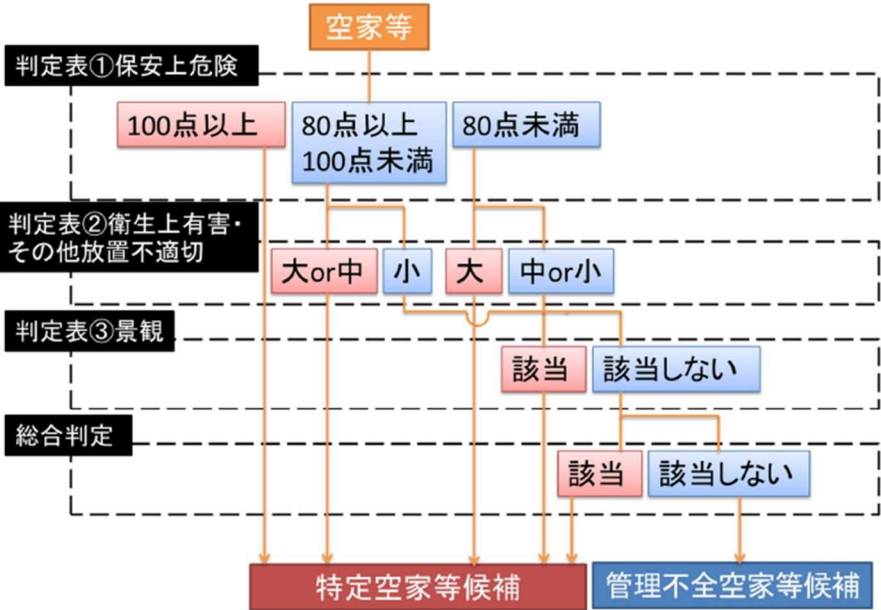 空家等
判定表①保安上危険
100点以上
80点以上
100点未満
80点未満
判定表②衛生上有害・
その他放置不適切
大or中
小
大
中or小
判定表③景観
該当
該当しない
総合判定
該当
該当しない
特定空家等候補
管理不全空家等候補